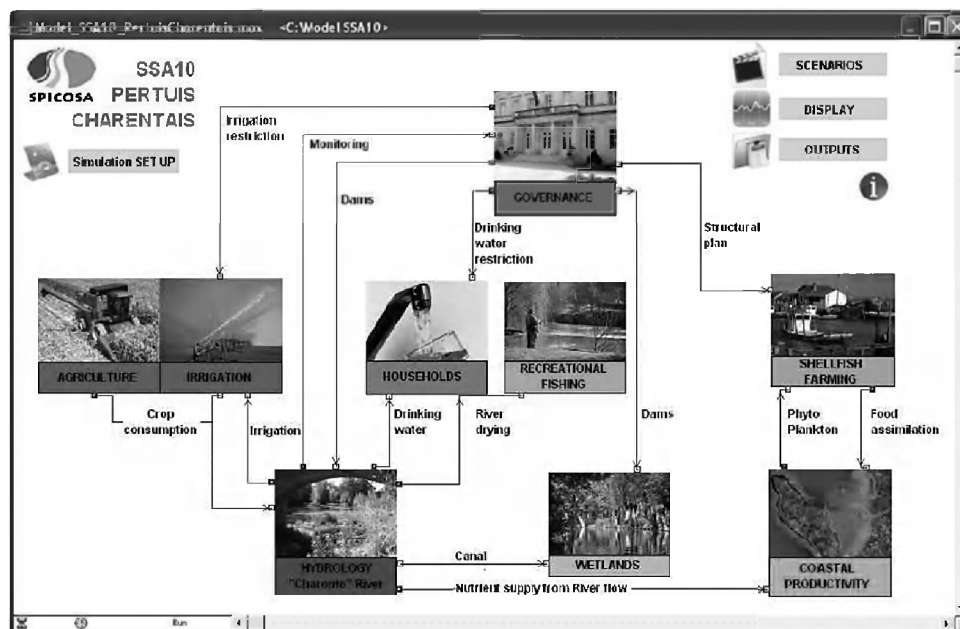 <C:\Model SSA10>
SPICOSA
SSA10
PERTUIS
CHARENTAIS
Simulation SET UP
SCENARIOS
DISPLAY
OUTPUTS
i
Irrigation
restriction
Monitoring
Dams
GOVERNANCE
Drinking
water
restriction
Structural
plan
AGRICULTURE
IRRIGATION
HOUSEHOLDS
RECREATIONAL
FISHING
SHELLFISH
FARMING
Crop
consumption
Irrigation
Drinking
water
River
drying
Dams
Phyto
Plankton
Food
assimilation
HYDROLOGY
"Charente" River
Canal
WETLANDS
Nutrient supply from River flow
COASTAL
PRODUCTIVITY
Run